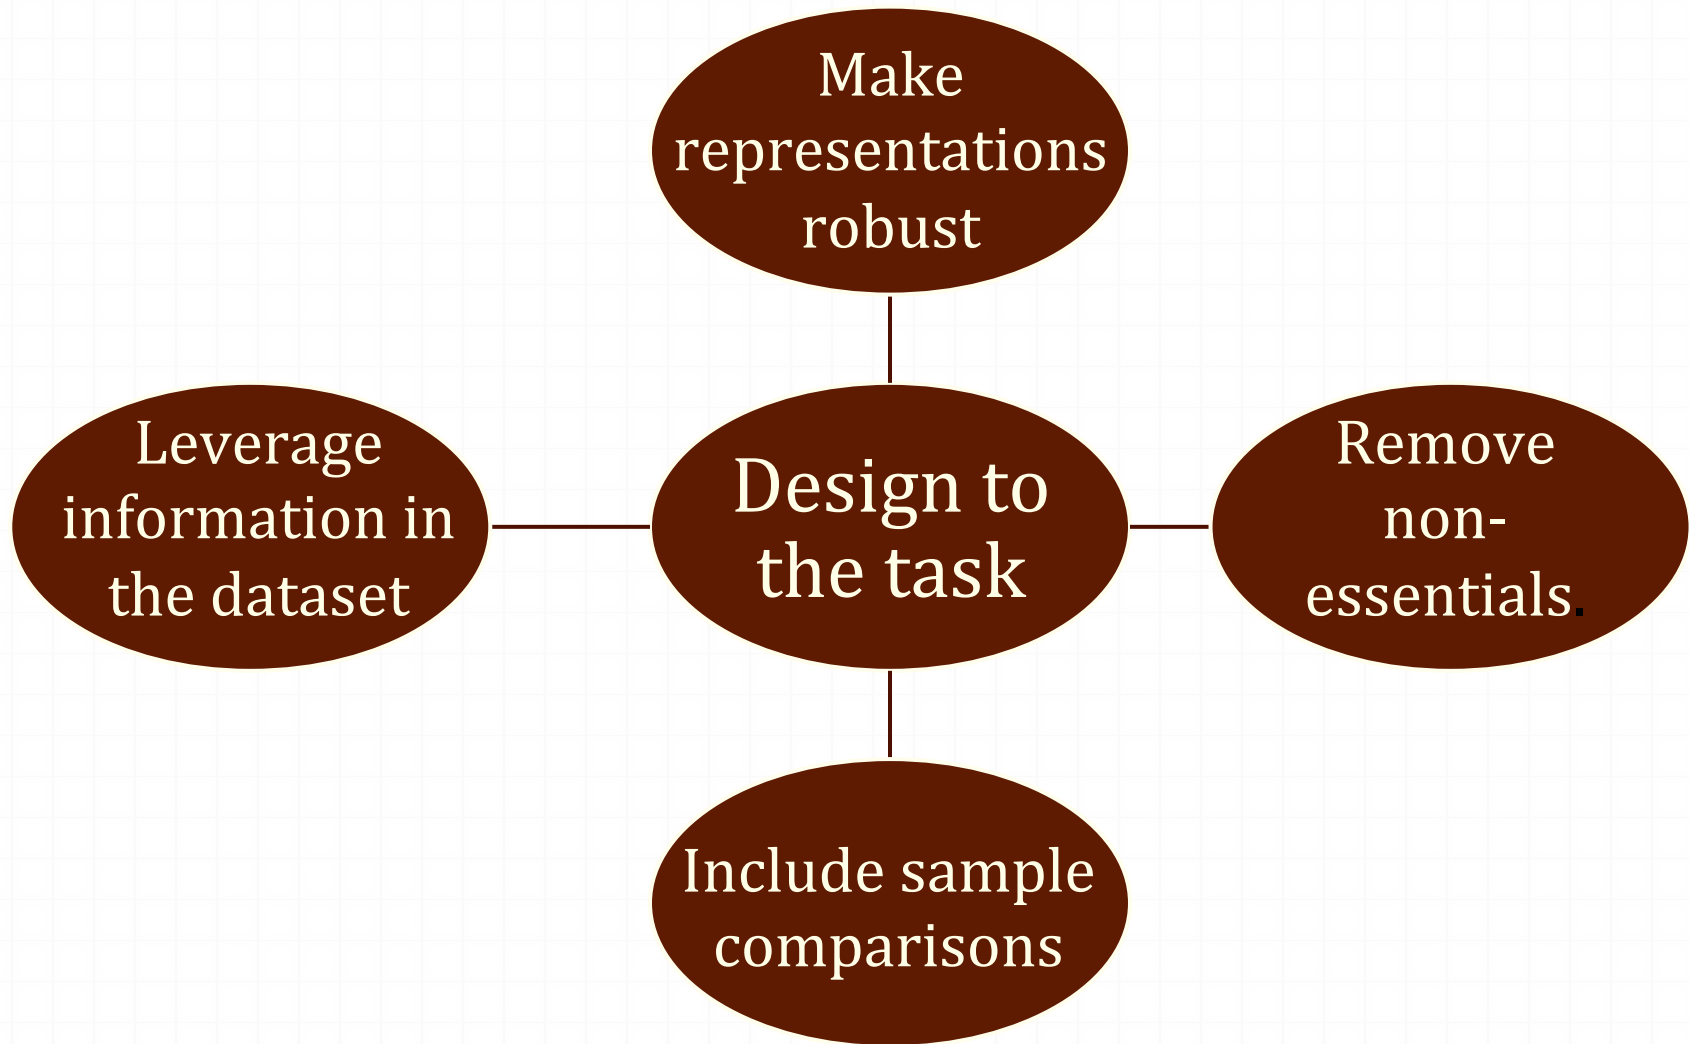 Make
representations
robust
Leverage
information in
the dataset
Design to
the task
Remove
non-
essentials.
Include sample
comparisons